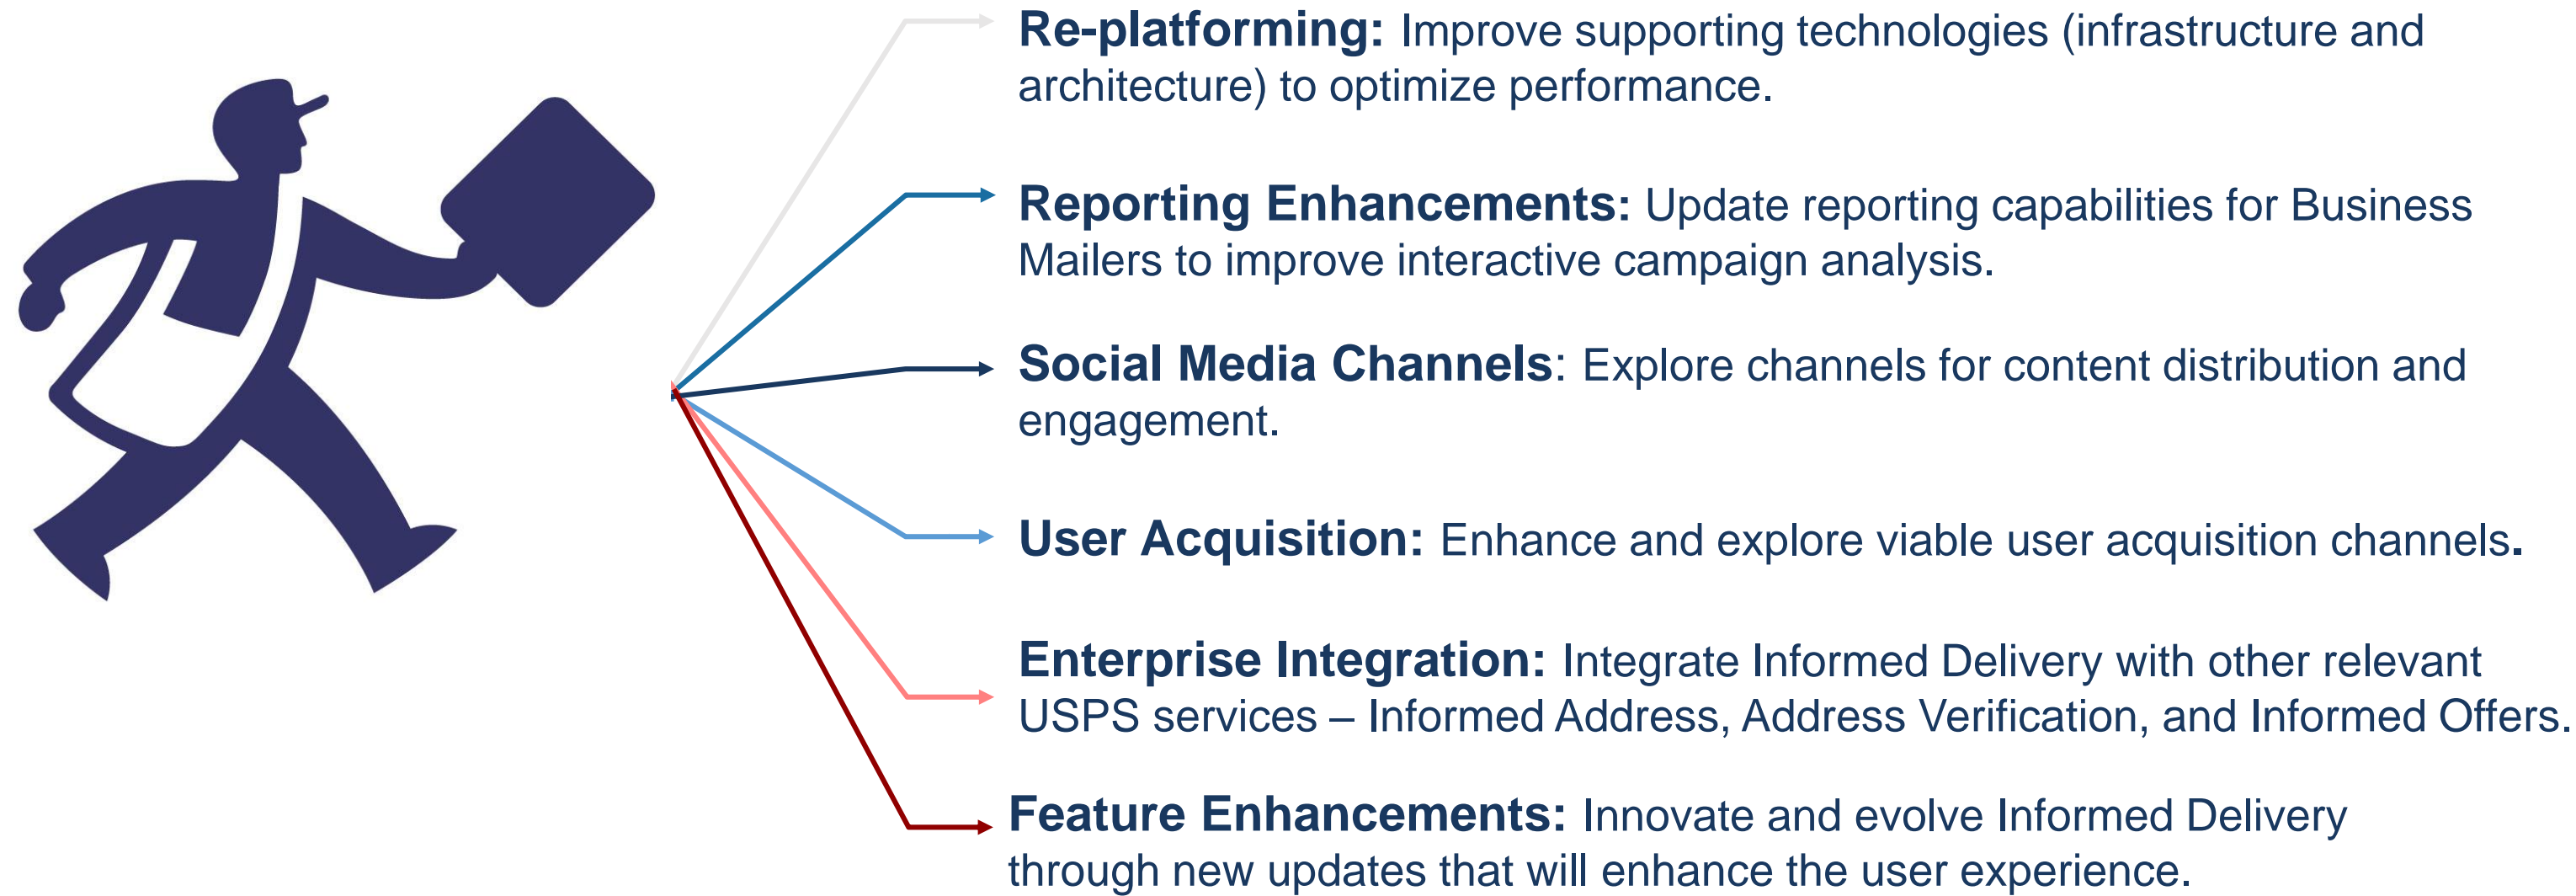 Re-platforming: Improve supporting technologies (infrastructure and
architecture) to optimize performance.
Reporting Enhancements: Update reporting capabilities for Business
Mailers to improve interactive campaign analysis.
Social Media Channels: Explore channels for content distribution and
engagement.
User Acquisition: Enhance and explore viable user acquisition channels.
Enterprise Integration: Integrate Informed Delivery with other relevant
USPS services – Informed Address, Address Verification, and Informed Offers.
Feature Enhancements: Innovate and evolve Informed Delivery
through new updates that will enhance the user experience.